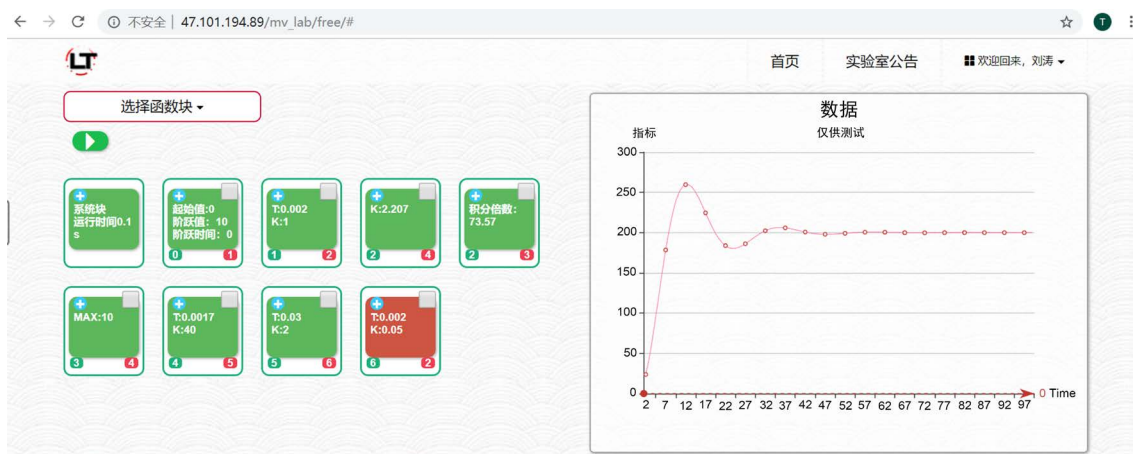 不安全 | 47.101.194.89/mv_lab/free/#
T
LT
首页 实验室公告 欢迎回来，刘涛
选择函数块
系统块
运行时间0.1
s
起始值:0
阶跃值：10
阶跃时间：0
0 1
T:0.002
K:1
1 2
K:2.207
2 4
积分倍数：
73.57
2 3
MAX:10
3 4
T:0.0017
K:40
4 5
T:0.03
K:2
5 6
T:0.002
K:0.05
6 2
数据
仅供测试
指标
300
250
200
150
100
50
0
0 Time
2 7 12 17 22 27 32 37 42 47 52 57 62 67 72 77 82 87 92 97